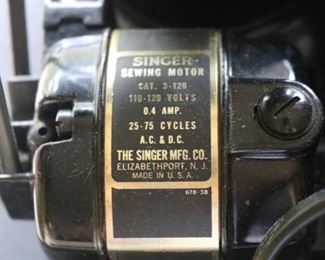 SINGER
SEWING MOTOR
CAT. 3-120
110-120 VOLTS
0.4 AMP.
25-75 CYCLES
A.C. & D.C.
THE SINGER MFG. CO.
ELIZABETHPORT, N. J.
MADE IN U. S. A.
678-3B